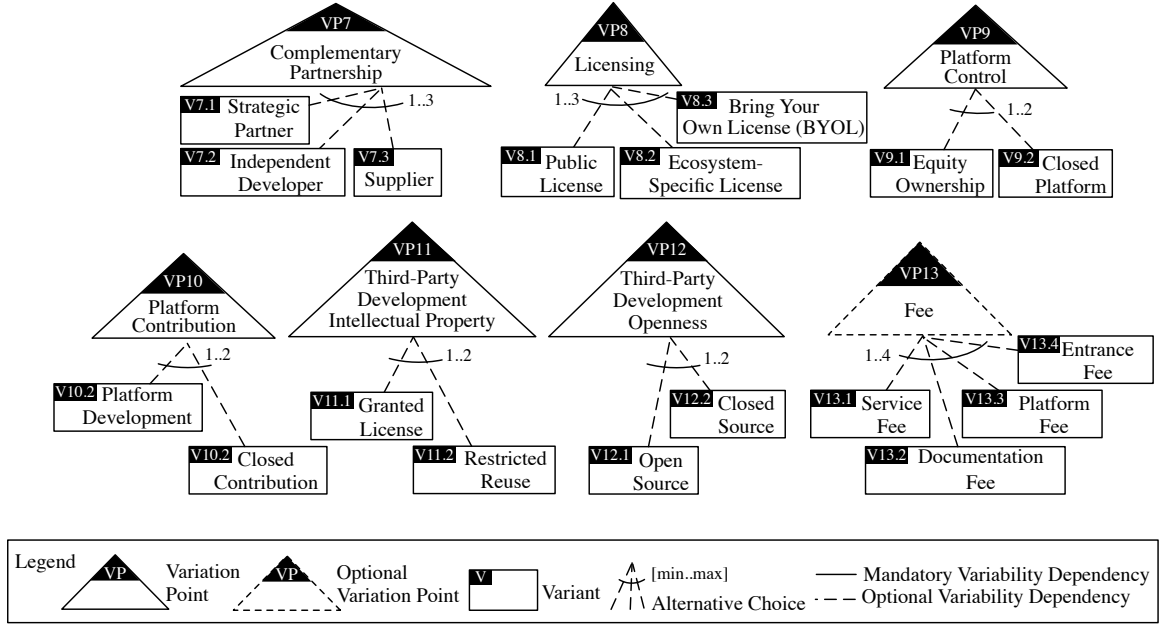 VP7
Complementary
Partnership
1..3
V7.1 Strategic
Partner
V7.2 Independent
Developer
V7.3
Supplier
VP8
Licensing
1..3
V8.3 Bring Your
Own License (BYOL)
V8.1 Public
License
V8.2 Ecosystem-
Specific License
VP9
Platform
Control
1..2
V9.1 Equity
Ownership
V9.2 Closed
Platform
VP10
Platform
Contribution
1..2
V10.2 Platform
Development
V10.2 Closed
Contribution
VP11
Third-Party
Development
Intellectual Property
1..2
V11.1 Granted
License
V11.2 Restricted
Reuse
VP12
Third-Party
Development
Openness
1..2
V12.2 Closed
Source
V12.1 Open
Source
VP13
Fee
1..4
V13.4 Entrance
Fee
V13.1 Service
Fee
V13.3 Platform
Fee
V13.2 Documentation
Fee
Legend
VP
Variation
Point
VP
Optional
Variation Point
V
Variant
[min..max]
Alternative Choice
Mandatory Variability Dependency
Optional Variability Dependency